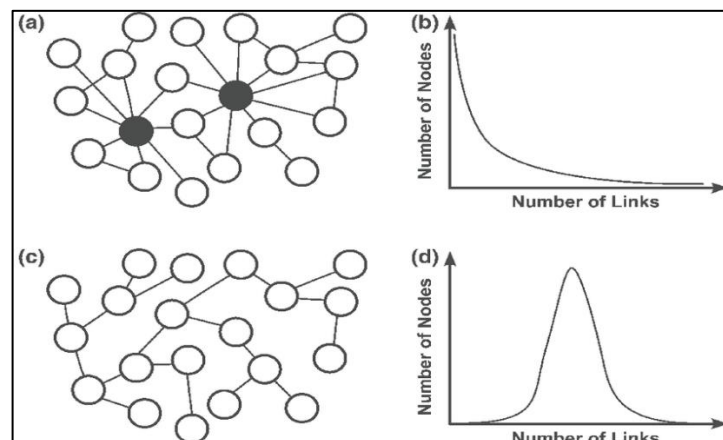 (a)
(b)
Number of Nodes
Number of Links
(c)
(d)
Number of Nodes
Number of Links